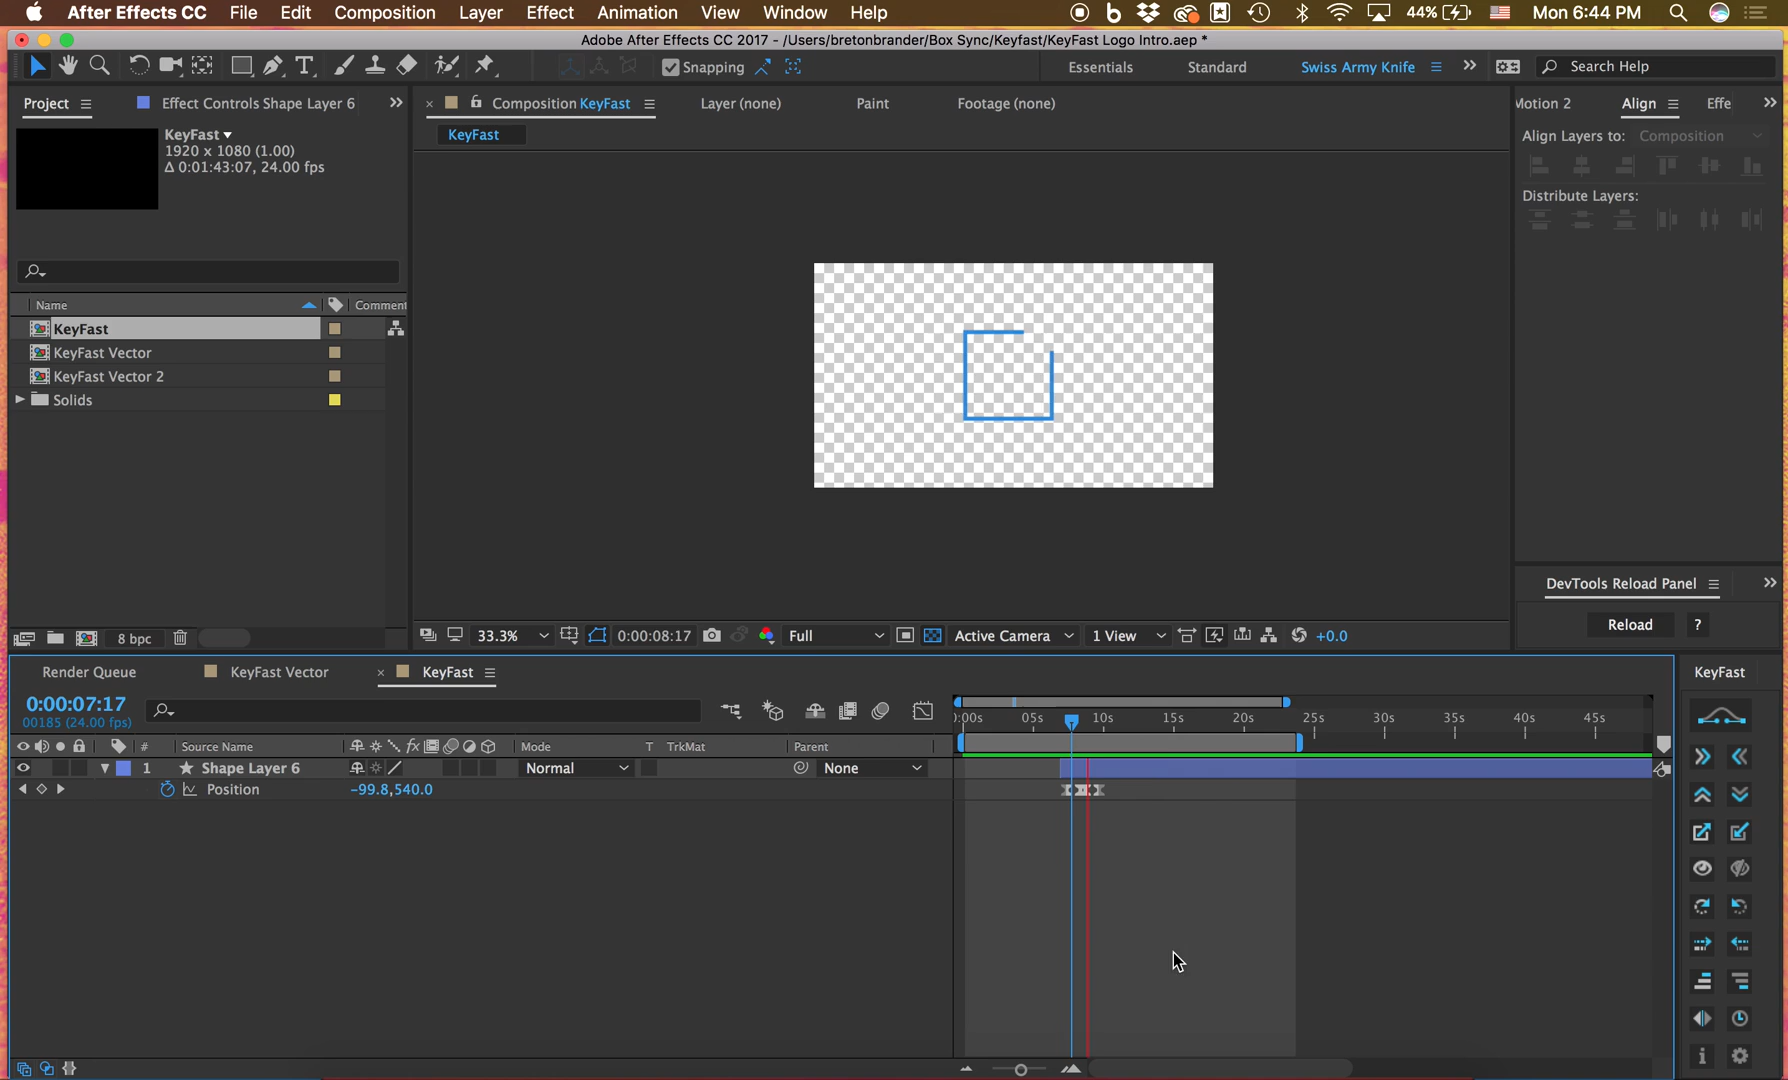 After Effects CC File Edit Composition Layer Effect Animation View Window Help 44% Mon 6:44 PM
Adobe After Effects CC 2017 - /Users/bretonbrander/Box Sync/Keyfast/KeyFast Logo Intro.aep *
Snapping Essentials Standard Swiss Army Knife Search Help
Project Effect Controls Shape Layer 6 Composition KeyFast Layer (none) Paint Footage (none) Motion 2 Align Effe
KeyFast
1920 x 1080 (1.00)
Δ 0:01:43:07, 24.00 fps
KeyFast
Align Layers to: Composition
Distribute Layers:
Name Comment
KeyFast
KeyFast Vector
KeyFast Vector 2
Solids
DevTools Reload Panel
Reload ?
8 bpc 33.3% 0:00:08:17 Full Active Camera 1 View +0.0
Render Queue KeyFast Vector KeyFast KeyFast
0:00:07:17
00185 (24.00 fps)
):00s 05s 10s 15s 20s 25s 30s 35s 40s 45s
# Source Name fx Mode T TrkMat Parent
1 Shape Layer 6 Normal None
Position -99.8,540.0